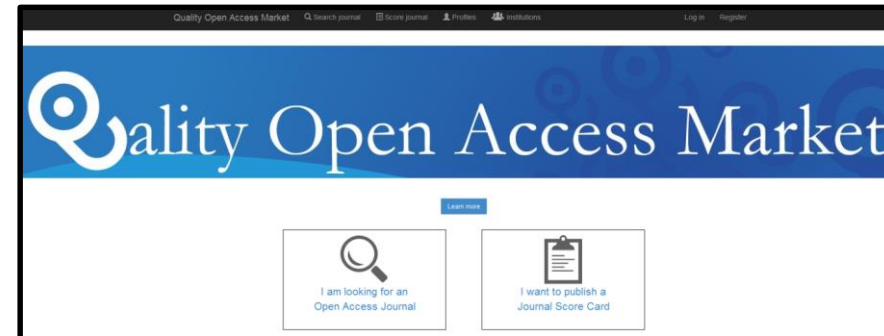 Quality Open Access Market Search journal Score journal Profiles Institutions Log in Register
Quality Open Access Market
Learn more
I am looking for an
Open Access Journal
I want to publish a
Journal Score Card